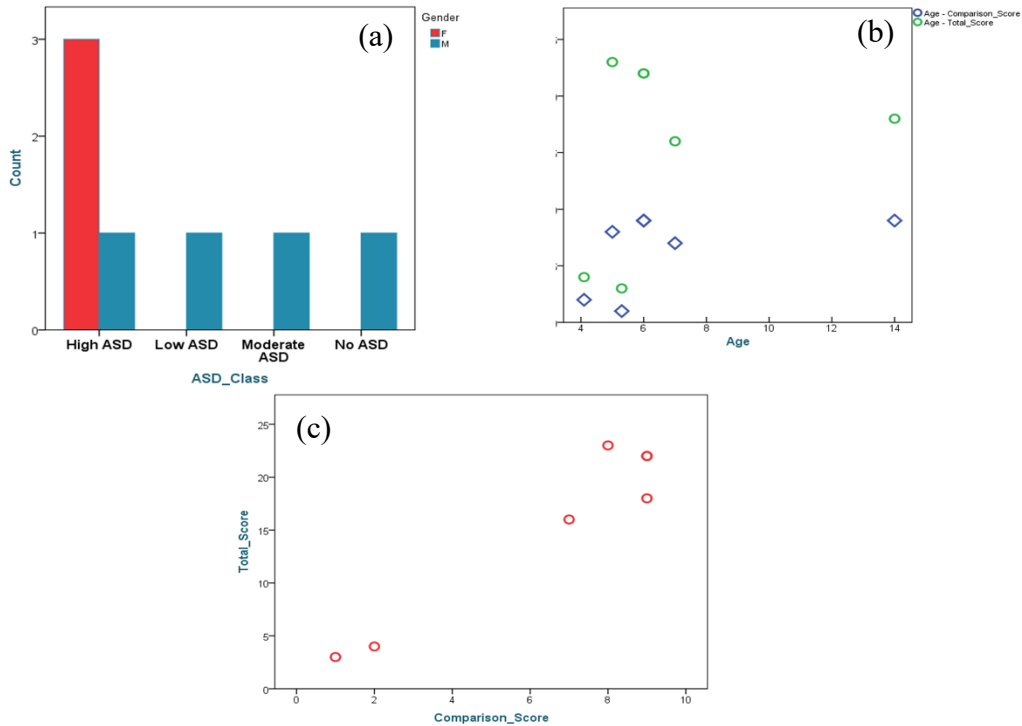 Gender
F
M
(a)
3
2
1
0
Count
High ASD
Low ASD
Moderate
ASD
No ASD
ASD_Class
(b)
Age - Comparison_Score
Age - Total_Score
4
6
8
10
12
14
Age
(c)
25
20
15
10
5
0
Total_Score
0
2
4
6
8
10
Comparison_Score